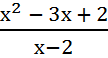 x² − 3x + 2
x−2